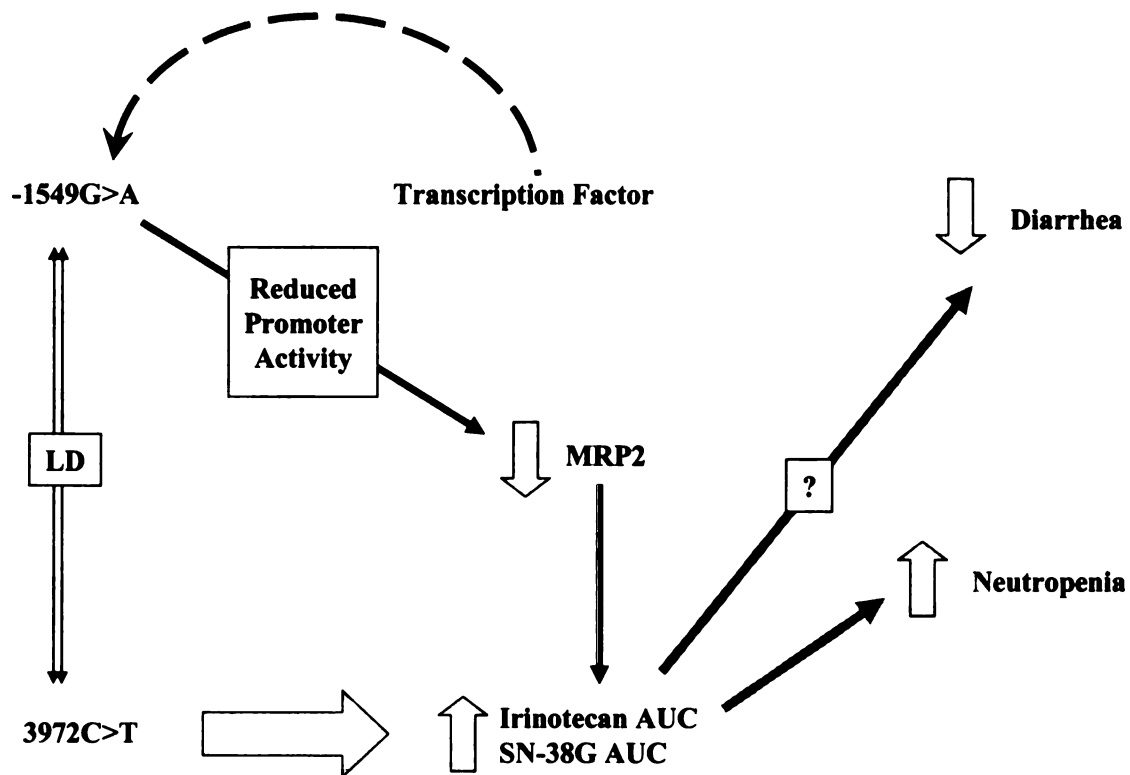 -1549G>A
Transcription Factor
Diarrhea
Reduced
Promoter
Activity
LD
MRP2
?
Neutropenia
3972C>T
Irinotecan AUC
SN-38G AUC